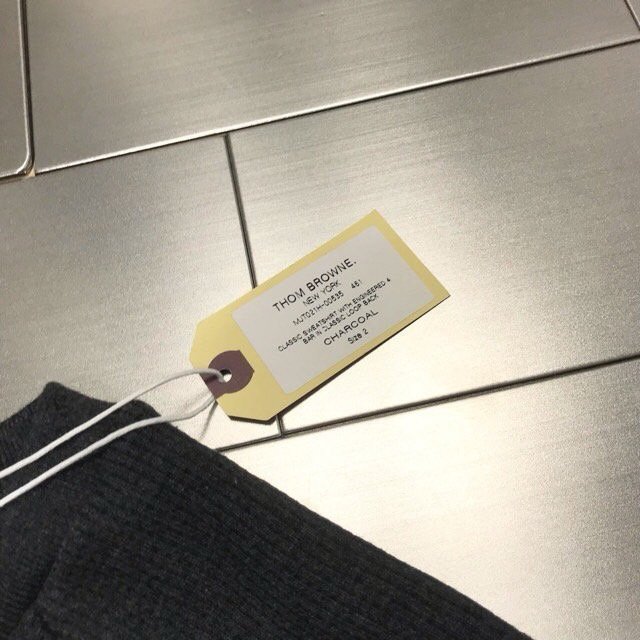 THOM BROWNE.
NEW YORK
MJT021H-00535 461
CLASSIC SWEATSHIRT WITH ENGINEERED 4
BAR IN CLASSIC LOOP BACK
CHARCOAL
Size 2